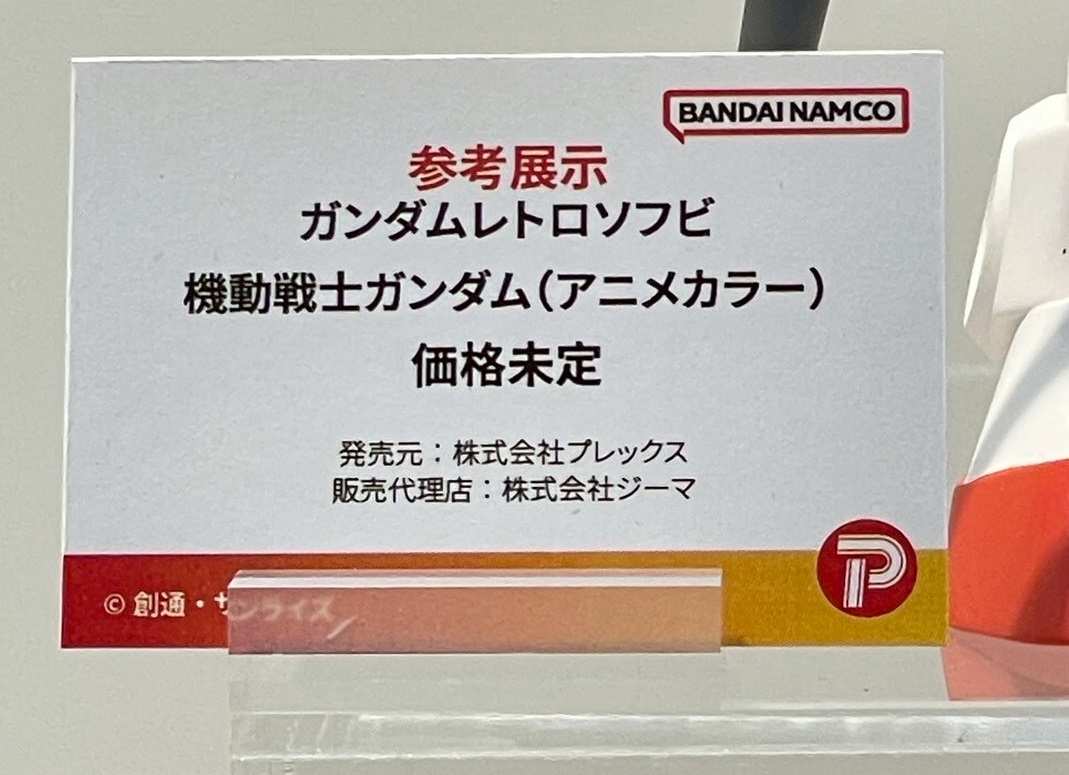 BANDAI NAMCO
参考展示
ガンダムレトロソフビ
機動戦士ガンダム(アニメカラー)
価格未定
発売元:株式会社プレックス
販売代理店:株式会社ジーマ
© 創通・サンライズ
P